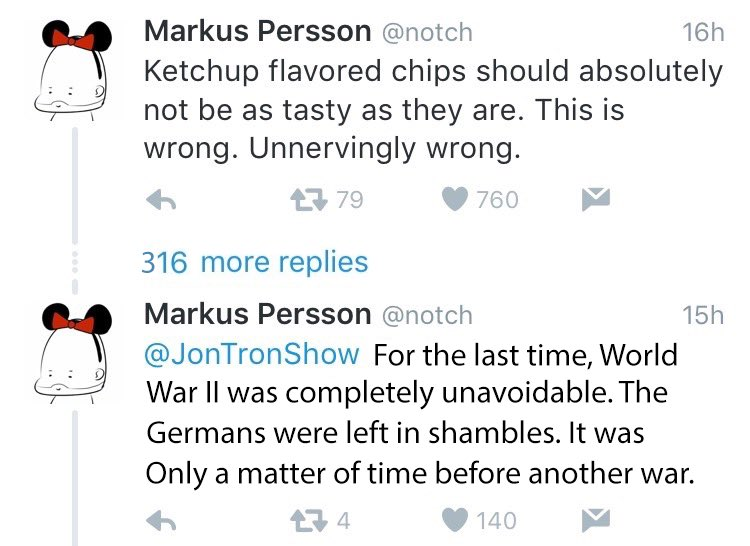 Markus Persson @notch 16h
Ketchup flavored chips should absolutely
not be as tasty as they are. This is
wrong. Unnervingly wrong.
79 760
316 more replies
Markus Persson @notch 15h
@JonTronShow For the last time, World
War II was completely unavoidable. The
Germans were left in shambles. It was
Only a matter of time before another war.
4 140